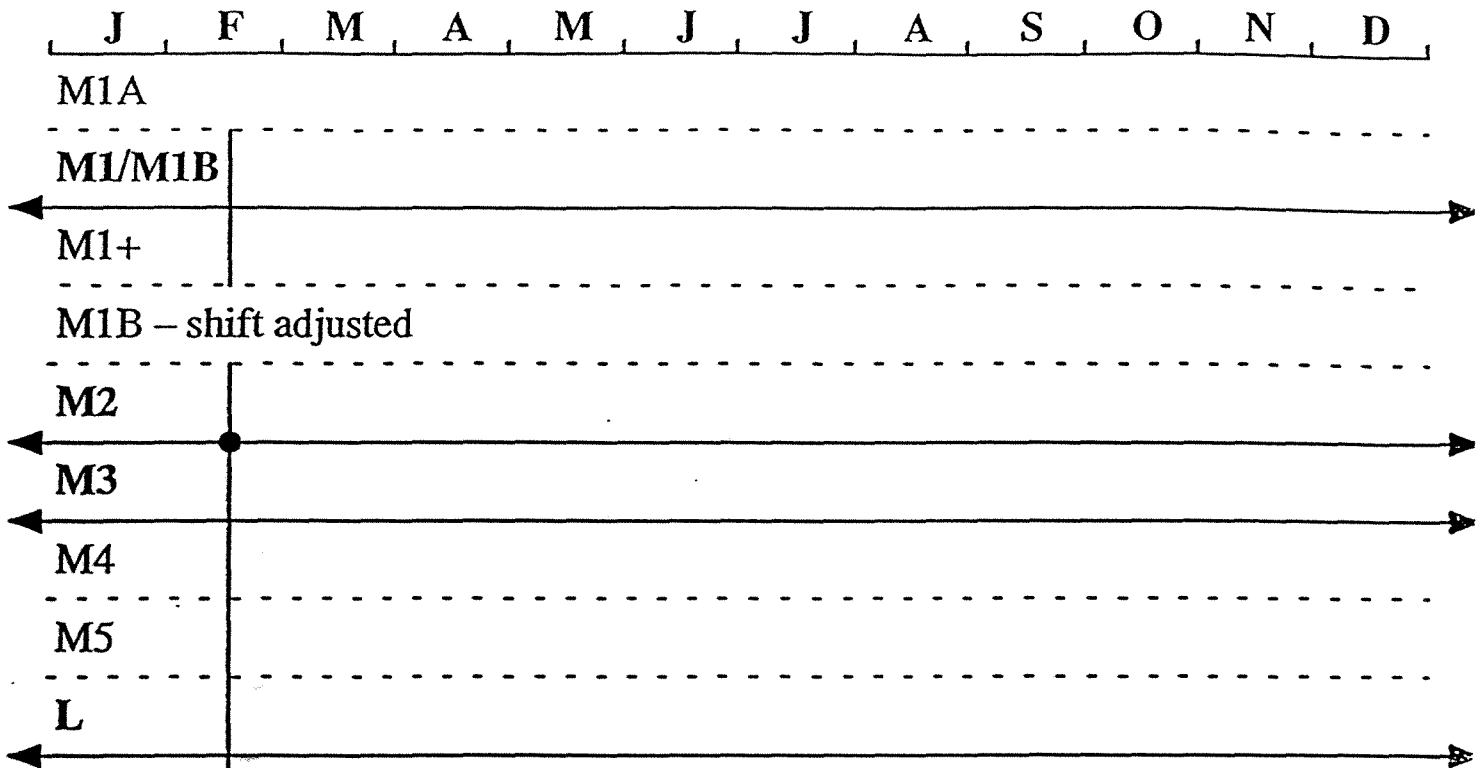 J F M A M J J A S O N D
M1A
M1/M1B
M1+
M1B – shift adjusted
M2
M3
M4
M5
L